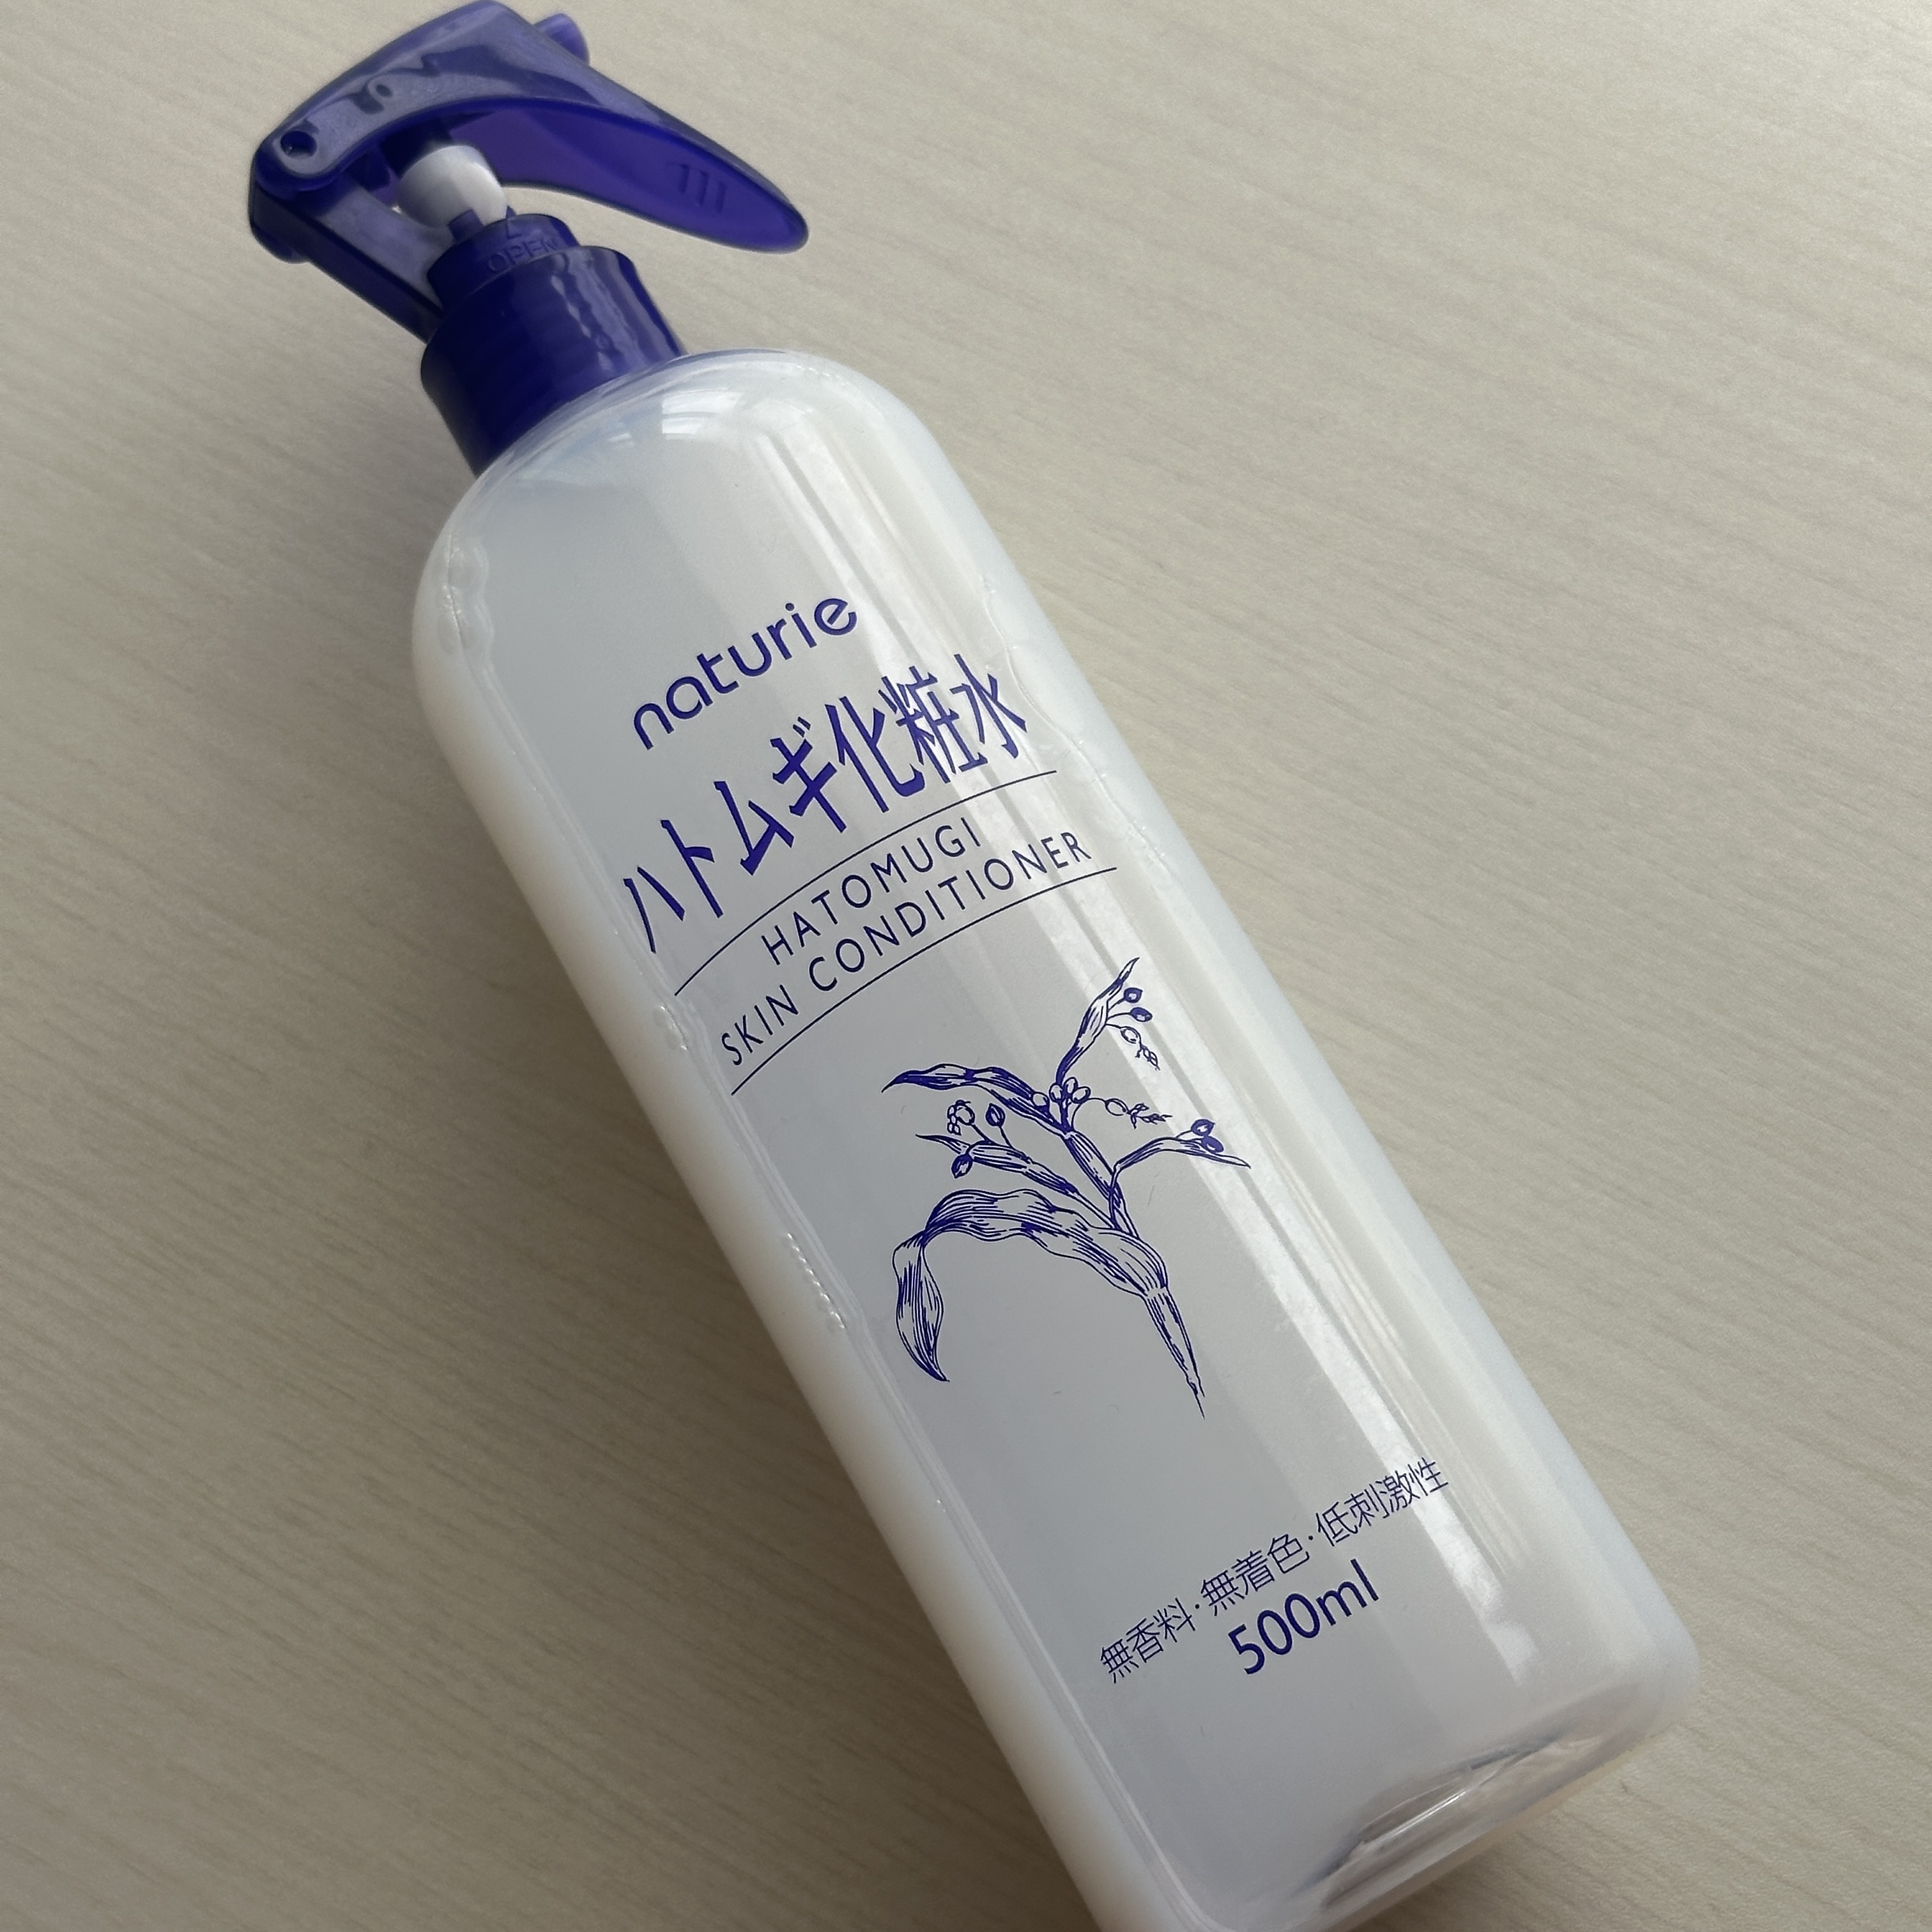 OPEN
naturie
ハトムギ化粧水
HATOMUGI
SKIN CONDITIONER
無香料・無着色・低刺激性
500ml